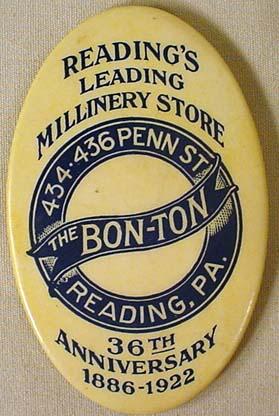 READING'S
LEADING
MILLINERY STORE
434·436 PENN ST
THE BON-TON
READING, PA.
36TH
ANNIVERSARY
1886-1922